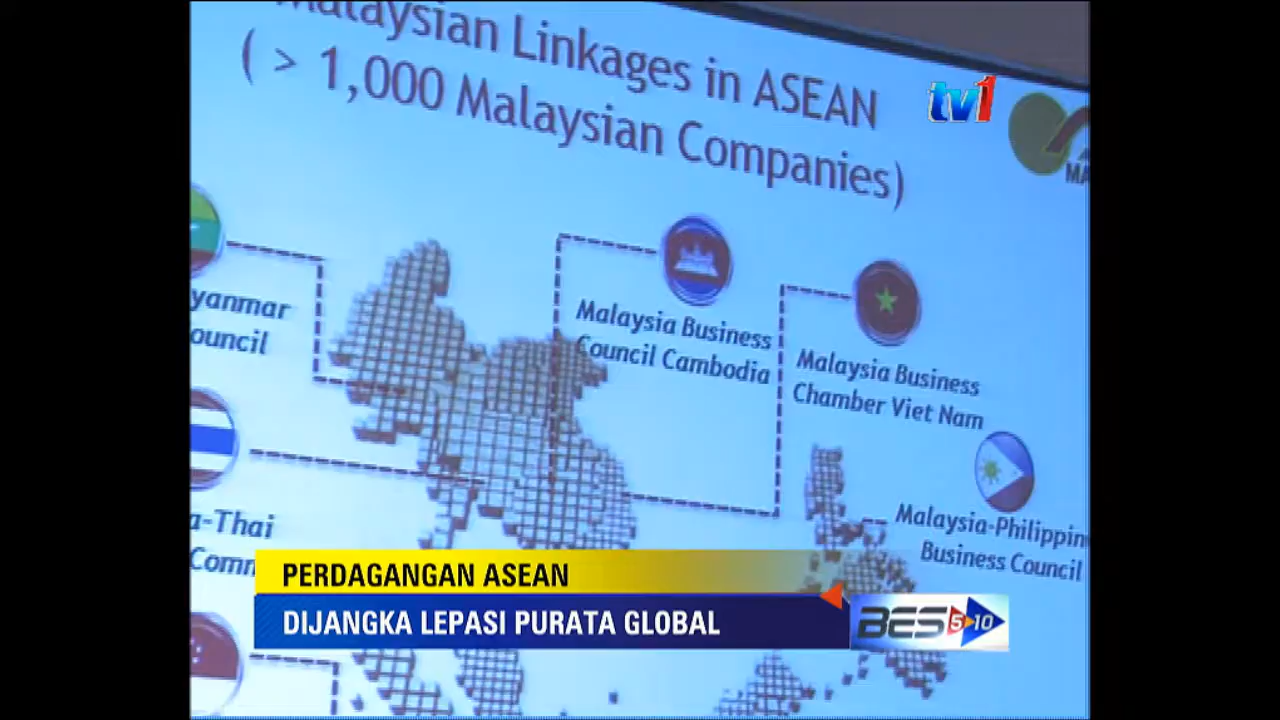 Malaysian Linkages in ASEAN
( > 1,000 Malaysian Companies)
tv1
Malaysia Business
Council Cambodia
Malaysia Business
Chamber Viet Nam
yanmar
ouncil
Malaysia-Philippin
Business Council
a-Thai
Comm
PERDAGANGAN ASEAN
DIJANGKA LEPASI PURATA GLOBAL
BES 5 10